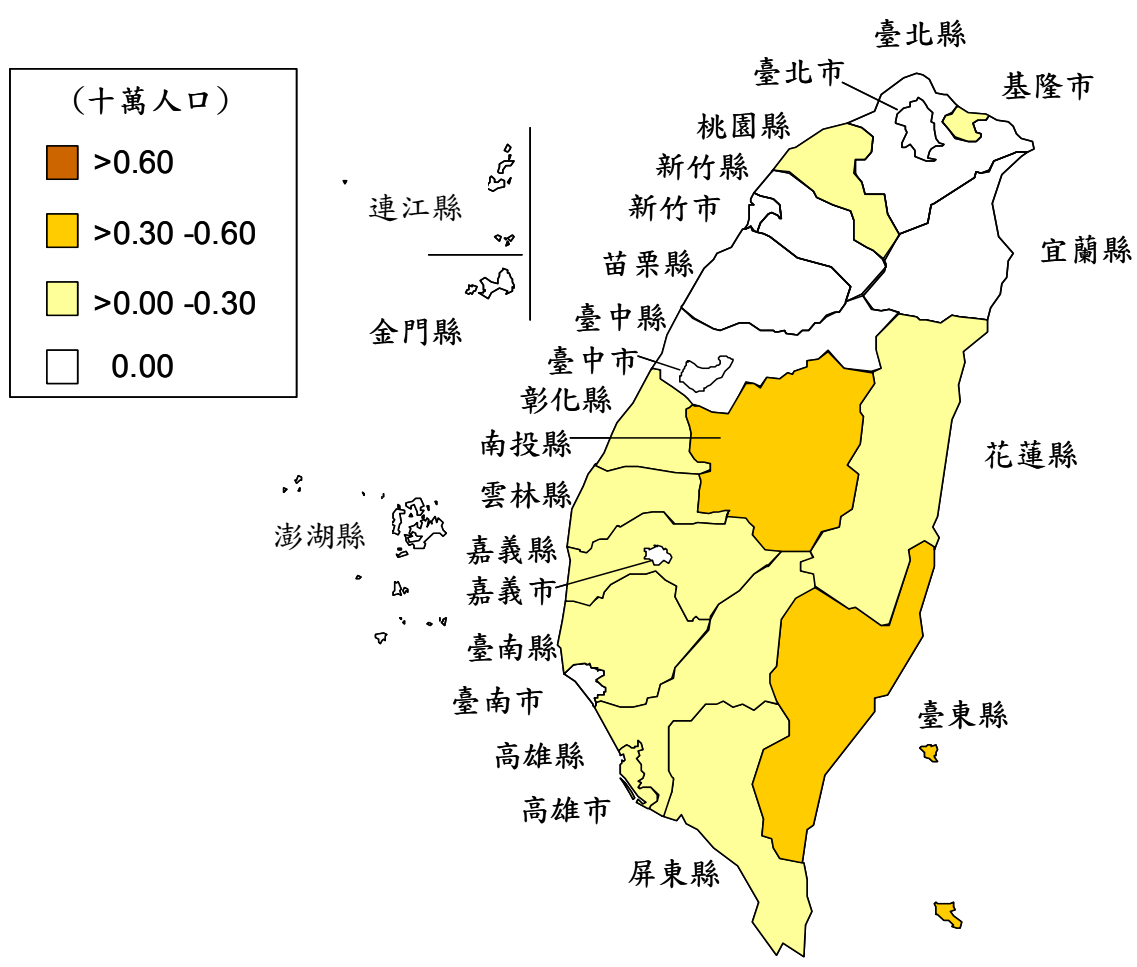 (十萬人口)
>0.60
>0.30 -0.60
>0.00 -0.30
0.00
臺北縣
臺北市
基隆市
桃園縣
新竹縣
新竹市
連江縣
宜蘭縣
苗栗縣
金門縣
臺中縣
臺中市
彰化縣
南投縣
花蓮縣
雲林縣
澎湖縣
嘉義縣
嘉義市
臺南縣
臺南市
臺東縣
高雄縣
高雄市
屏東縣